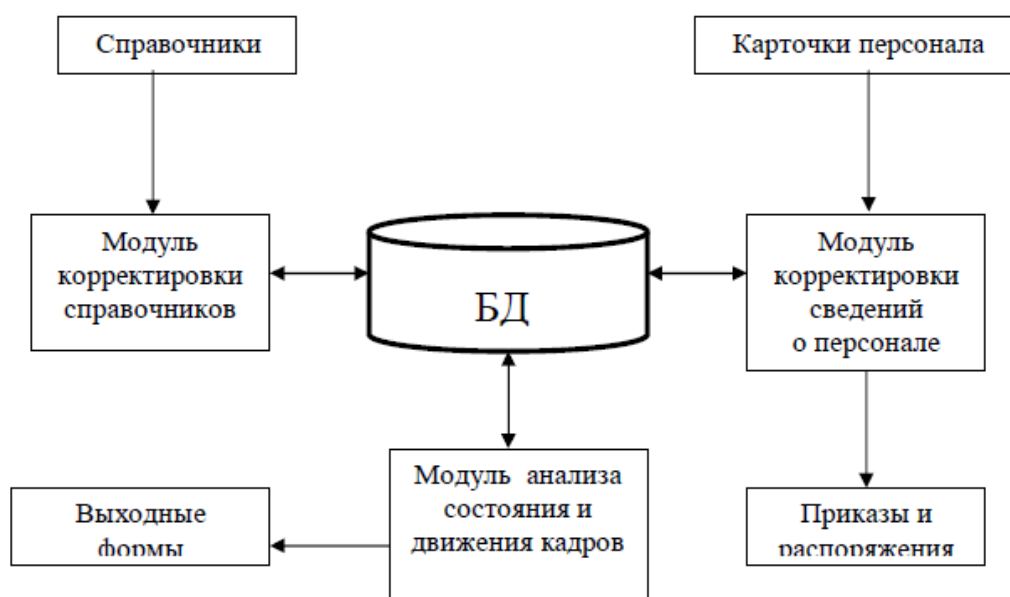 Справочники
Карточки персонала
Модуль
корректировки
справочников
БД
Модуль
корректировки
сведений
о персонале
Модуль анализа
состояния и
движения кадров
Выходные
формы
Приказы и
распоряжения